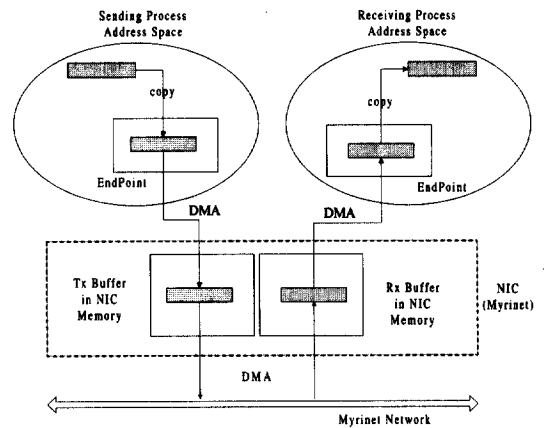 Sending Process
Address Space
Receiving Process
Address Space
copy
copy
EndPoint
EndPoint
DMA
DMA
Tx Buffer
in NIC
Memory
Rx Buffer
in NIC
Memory
NIC
(Myrinet)
DMA
Myrinet Network